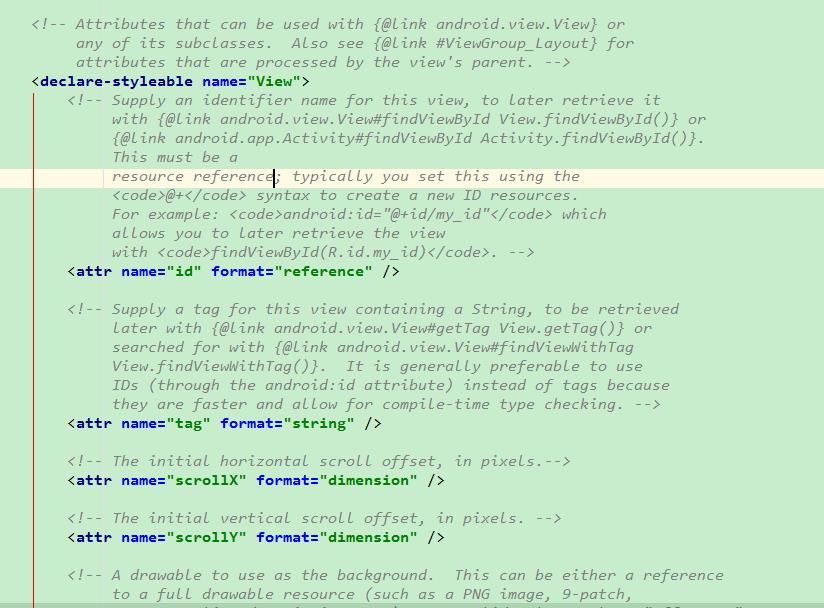 <!-- Attributes that can be used with {@link android.view.View} or
any of its subclasses.  Also see {@link #ViewGroup_Layout} for
attributes that are processed by the view's parent. -->
<declare-styleable name="View">
<!-- Supply an identifier name for this view, to later retrieve it
with {@link android.view.View#findViewById View.findViewById()} or
{@link android.app.Activity#findViewById Activity.findViewById()}.
This must be a
resource reference; typically you set this using the
<code>@+</code> syntax to create a new ID resources.
For example: <code>android:id="@+id/my_id"</code> which
allows you to later retrieve the view
with <code>findViewById(R.id.my_id)</code>. -->
<attr name="id" format="reference" />
<!-- Supply a tag for this view containing a String, to be retrieved
later with {@link android.view.View#getTag View.getTag()} or
searched for with {@link android.view.View#findViewWithTag
View.findViewWithTag()}.  It is generally preferable to use
IDs (through the android:id attribute) instead of tags because
they are faster and allow for compile-time type checking. -->
<attr name="tag" format="string" />
<!-- The initial horizontal scroll offset, in pixels.-->
<attr name="scrollX" format="dimension" />
<!-- The initial vertical scroll offset, in pixels. -->
<attr name="scrollY" format="dimension" />
<!-- A drawable to use as the background.  This can be either a reference
to a full drawable resource (such as a PNG image, 9-patch,